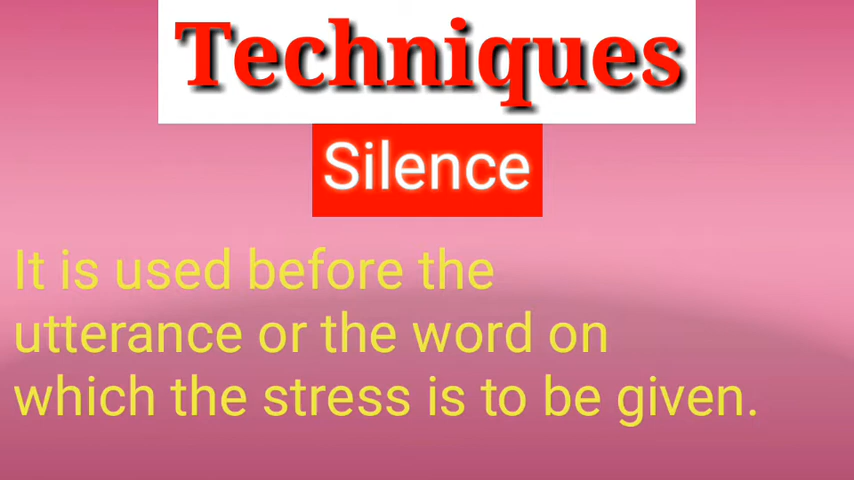 Techniques
Silence
It is used before the
utterance or the word on
which the stress is to be given.